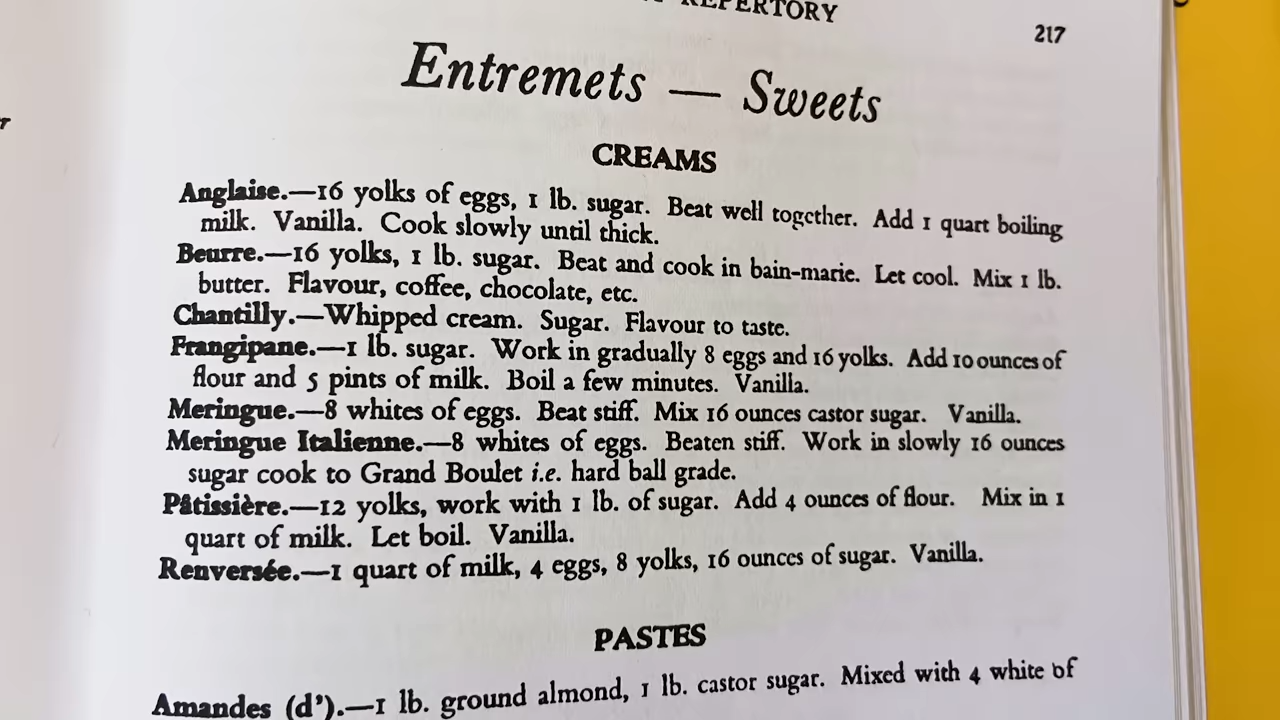 REPERTORY
217
Entremets — Sweets
CREAMS
Anglaise.—16 yolks of eggs, 1 lb. sugar. Beat well together. Add 1 quart boiling
milk. Vanilla. Cook slowly until thick.
Beurre.—16 yolks, 1 lb. sugar. Beat and cook in bain-marie. Let cool. Mix 1 lb.
butter. Flavour, coffee, chocolate, etc.
Chantilly.—Whipped cream. Sugar. Flavour to taste.
Frangipane.—1 lb. sugar. Work in gradually 8 eggs and 16 yolks. Add 10 ounces of
flour and 5 pints of milk. Boil a few minutes. Vanilla.
Meringue.—8 whites of eggs. Beat stiff. Mix 16 ounces castor sugar. Vanilla.
Meringue Italienne.—8 whites of eggs. Beaten stiff. Work in slowly 16 ounces
sugar cook to Grand Boulet i.e. hard ball grade.
Pâtissière.—12 yolks, work with 1 lb. of sugar. Add 4 ounces of flour. Mix in 1
quart of milk. Let boil. Vanilla.
Renversée.—1 quart of milk, 4 eggs, 8 yolks, 16 ounces of sugar. Vanilla.
PASTES
Amandes (d').—1 lb. ground almond, 1 lb. castor sugar. Mixed with 4 white of